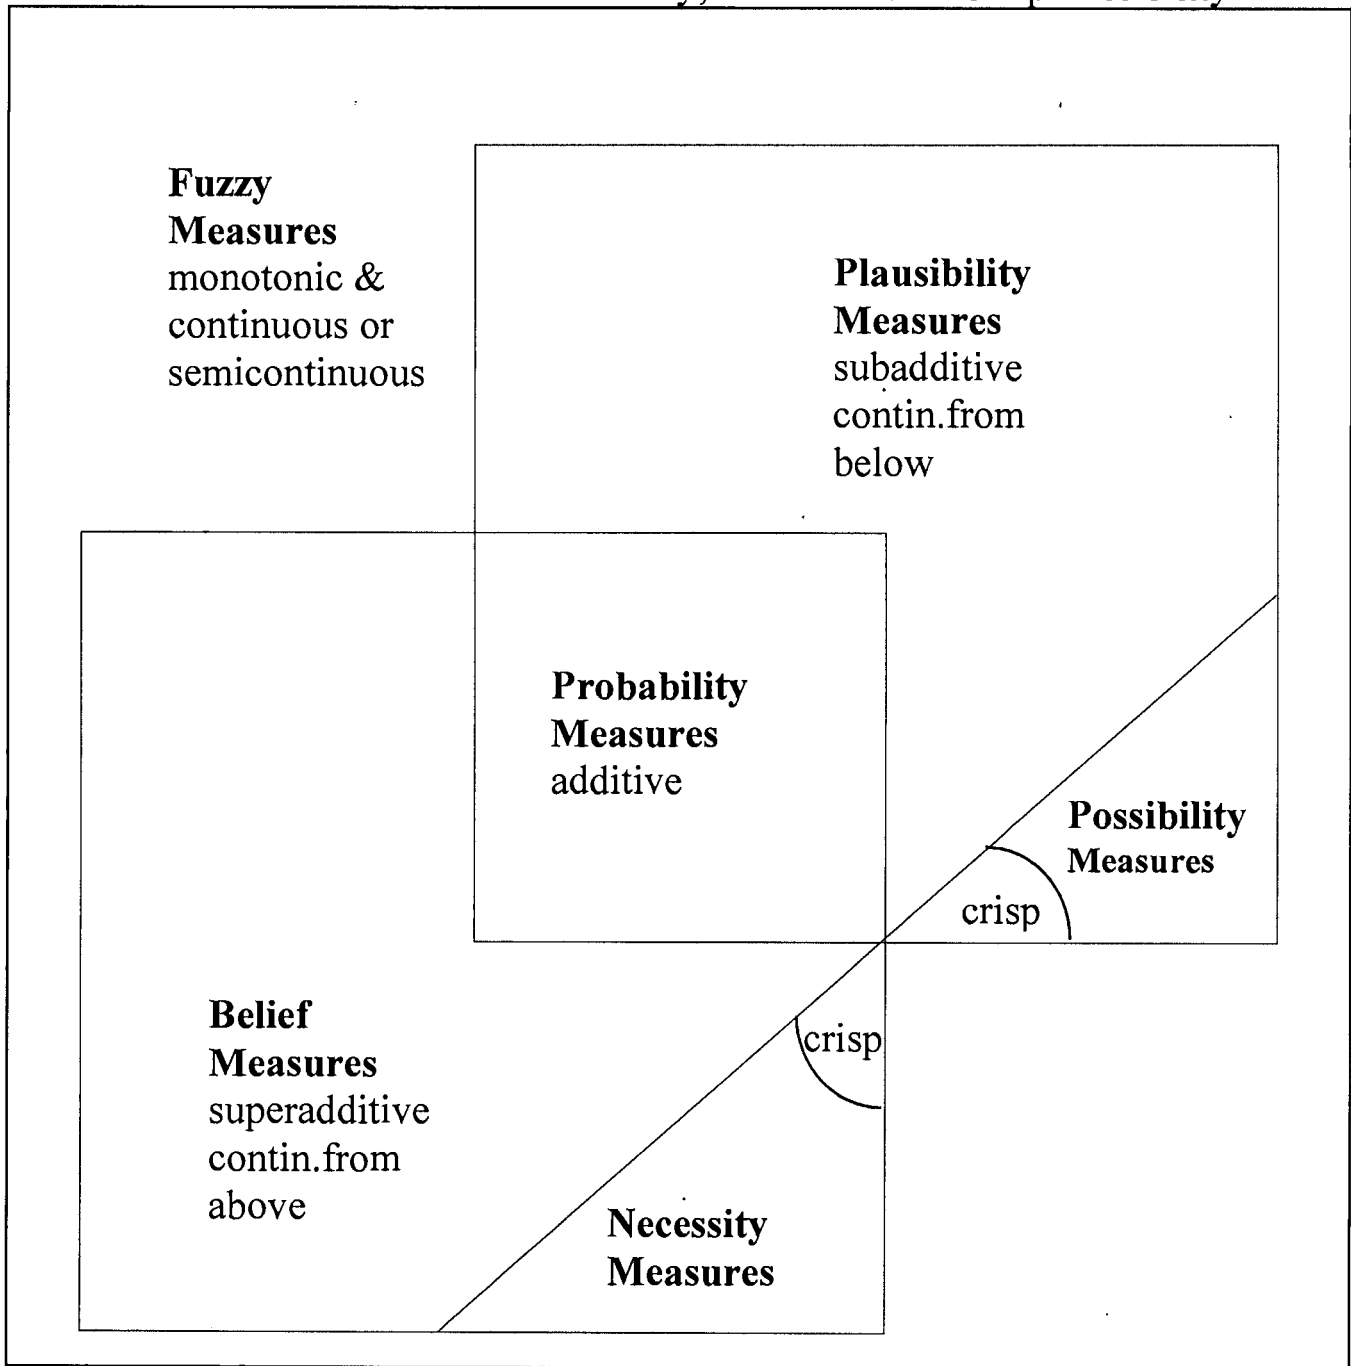 Fuzzy
Measures
monotonic &
continuous or
semicontinuous
Plausibility
Measures
subadditive
contin.from
below
Probability
Measures
additive
Possibility
Measures
crisp
Belief
Measures
superadditive
contin.from
above
crisp
Necessity
Measures